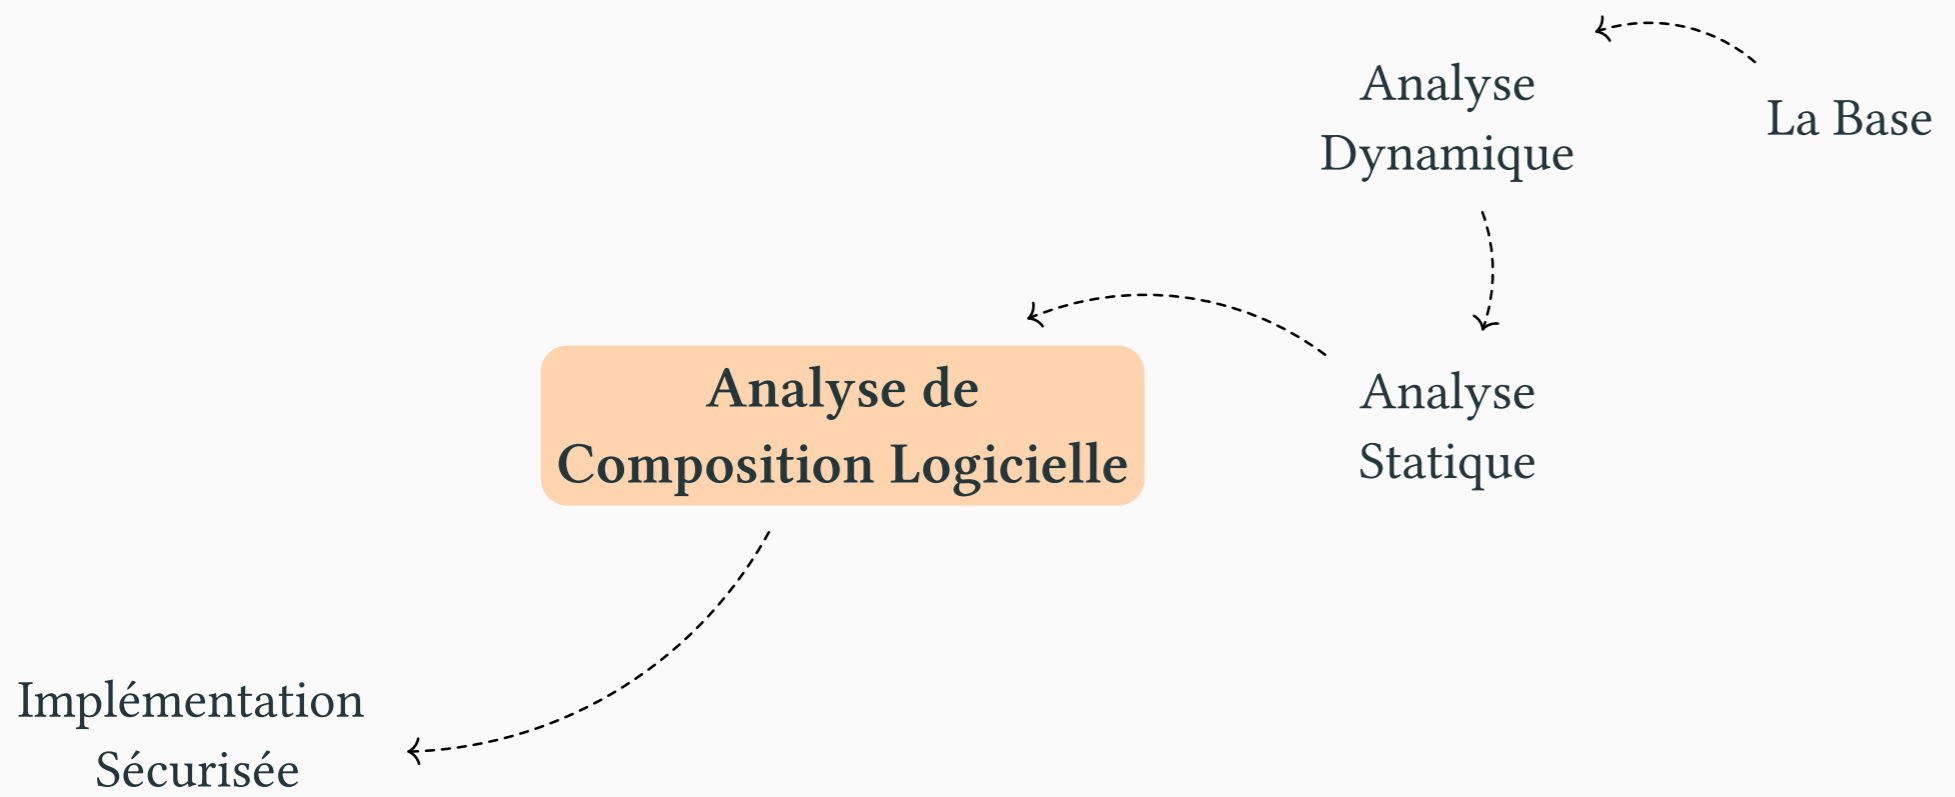 La Base
Analyse
Dynamique
Analyse
Statique
Analyse de
Composition Logicielle
Implémentation
Sécurisée